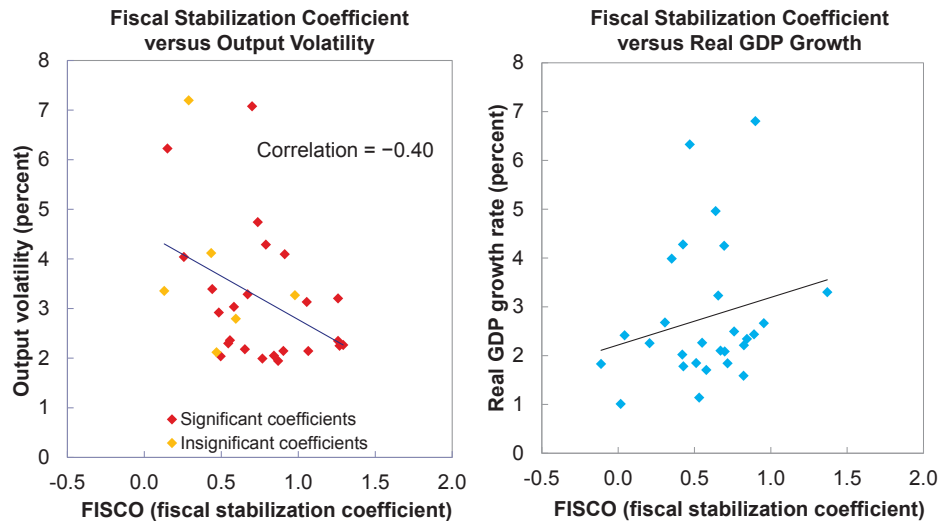 Fiscal Stabilization Coefficient
versus Output Volatility
8
7
6
5
4
3
2
1
0
Output volatility (percent)
Correlation = −0.40
Significant coefficients
Insignificant coefficients
−0.5
0.0
0.5
1.0
1.5
2.0
FISCO (fiscal stabilization coefficient)
Fiscal Stabilization Coefficient
versus Real GDP Growth
8
7
6
5
4
3
2
1
0
Real GDP growth rate (percent)
−0.5
0.0
0.5
1.0
1.5
2.0
FISCO (fiscal stabilization coefficient)